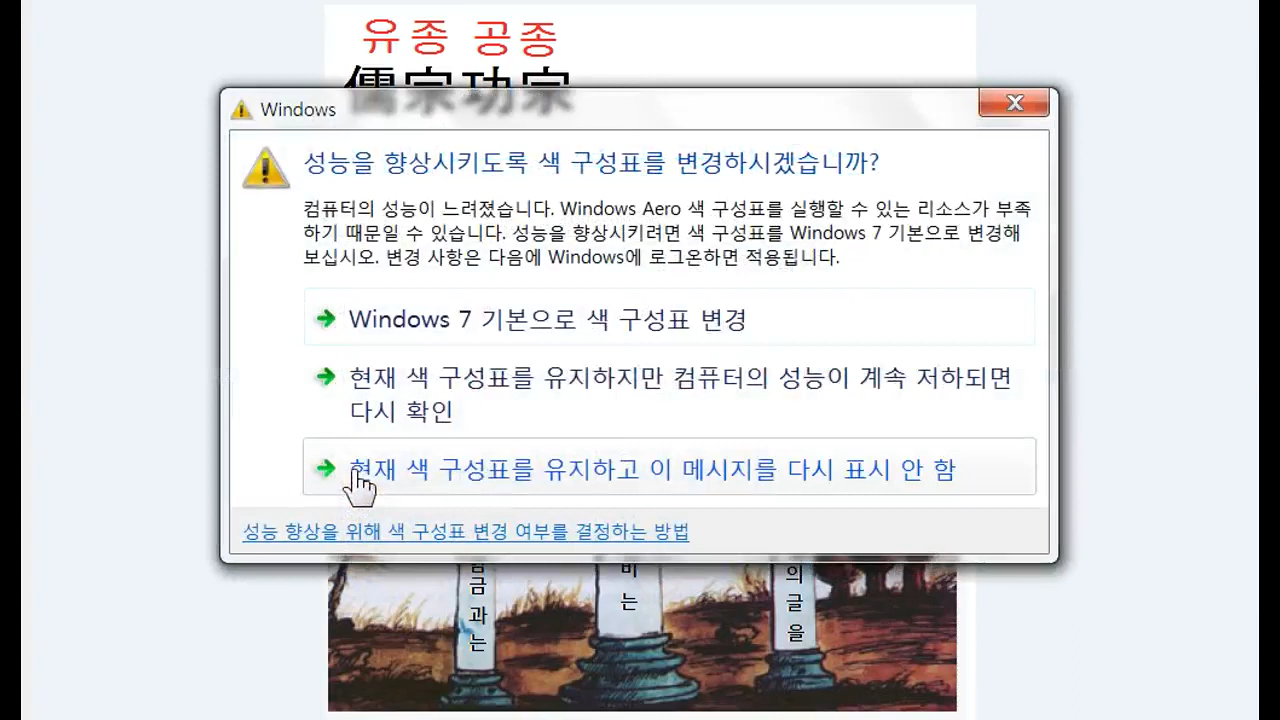 유종 공종
儒宗功宗
Windows
성능을 향상시키도록 색 구성표를 변경하시겠습니까?
컴퓨터의 성능이 느려졌습니다. Windows Aero 색 구성표를 실행할 수 있는 리소스가 부족
하기 때문일 수 있습니다. 성능을 향상시키려면 색 구성표를 Windows 7 기본으로 변경해
보십시오. 변경 사항은 다음에 Windows에 로그온하면 적용됩니다.
Windows 7 기본으로 색 구성표 변경
현재 색 구성표를 유지하지만 컴퓨터의 성능이 계속 저하되면
다시 확인
현재 색 구성표를 유지하고 이 메시지를 다시 표시 안 함
성능 향상을 위해 색 구성표 변경 여부를 결정하는 방법
금과는
비는
의글을